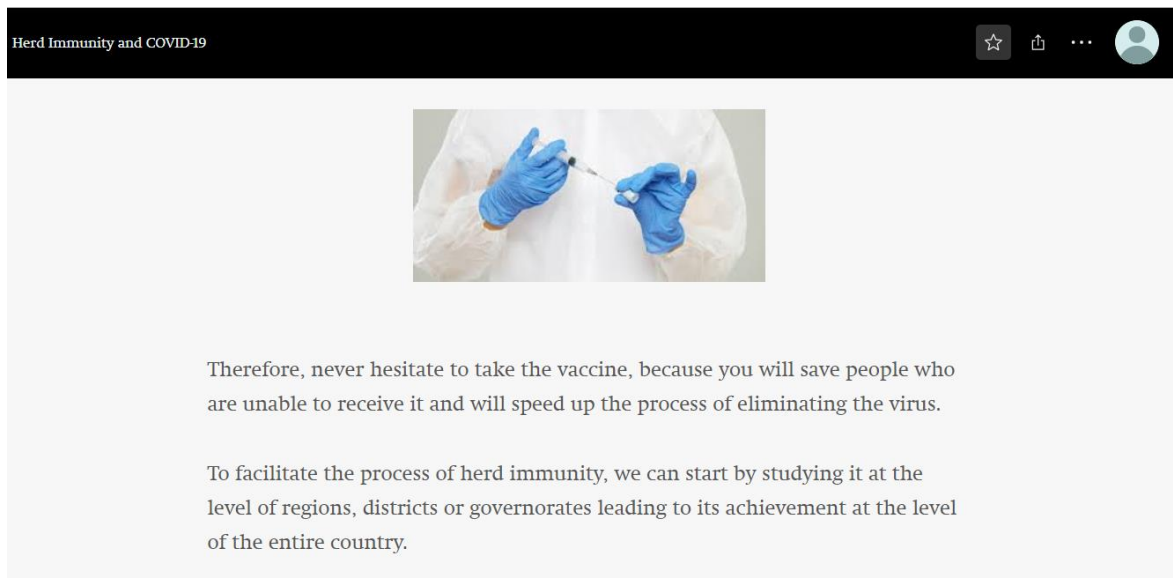 Herd Immunity and COVID-19
Therefore, never hesitate to take the vaccine, because you will save people who
are unable to receive it and will speed up the process of eliminating the virus.
To facilitate the process of herd immunity, we can start by studying it at the
level of regions, districts or governorates leading to its achievement at the level
of the entire country.